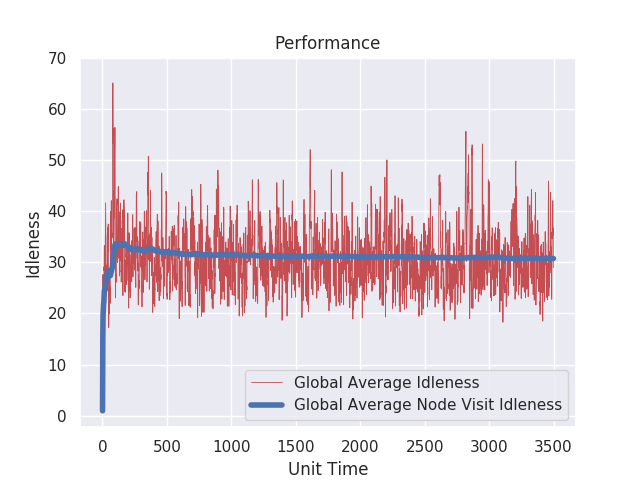 Performance
70
60
50
40
30
20
10
0
Idleness
0 500 1000 1500 2000 2500 3000 3500
Unit Time
Global Average Idleness
Global Average Node Visit Idleness